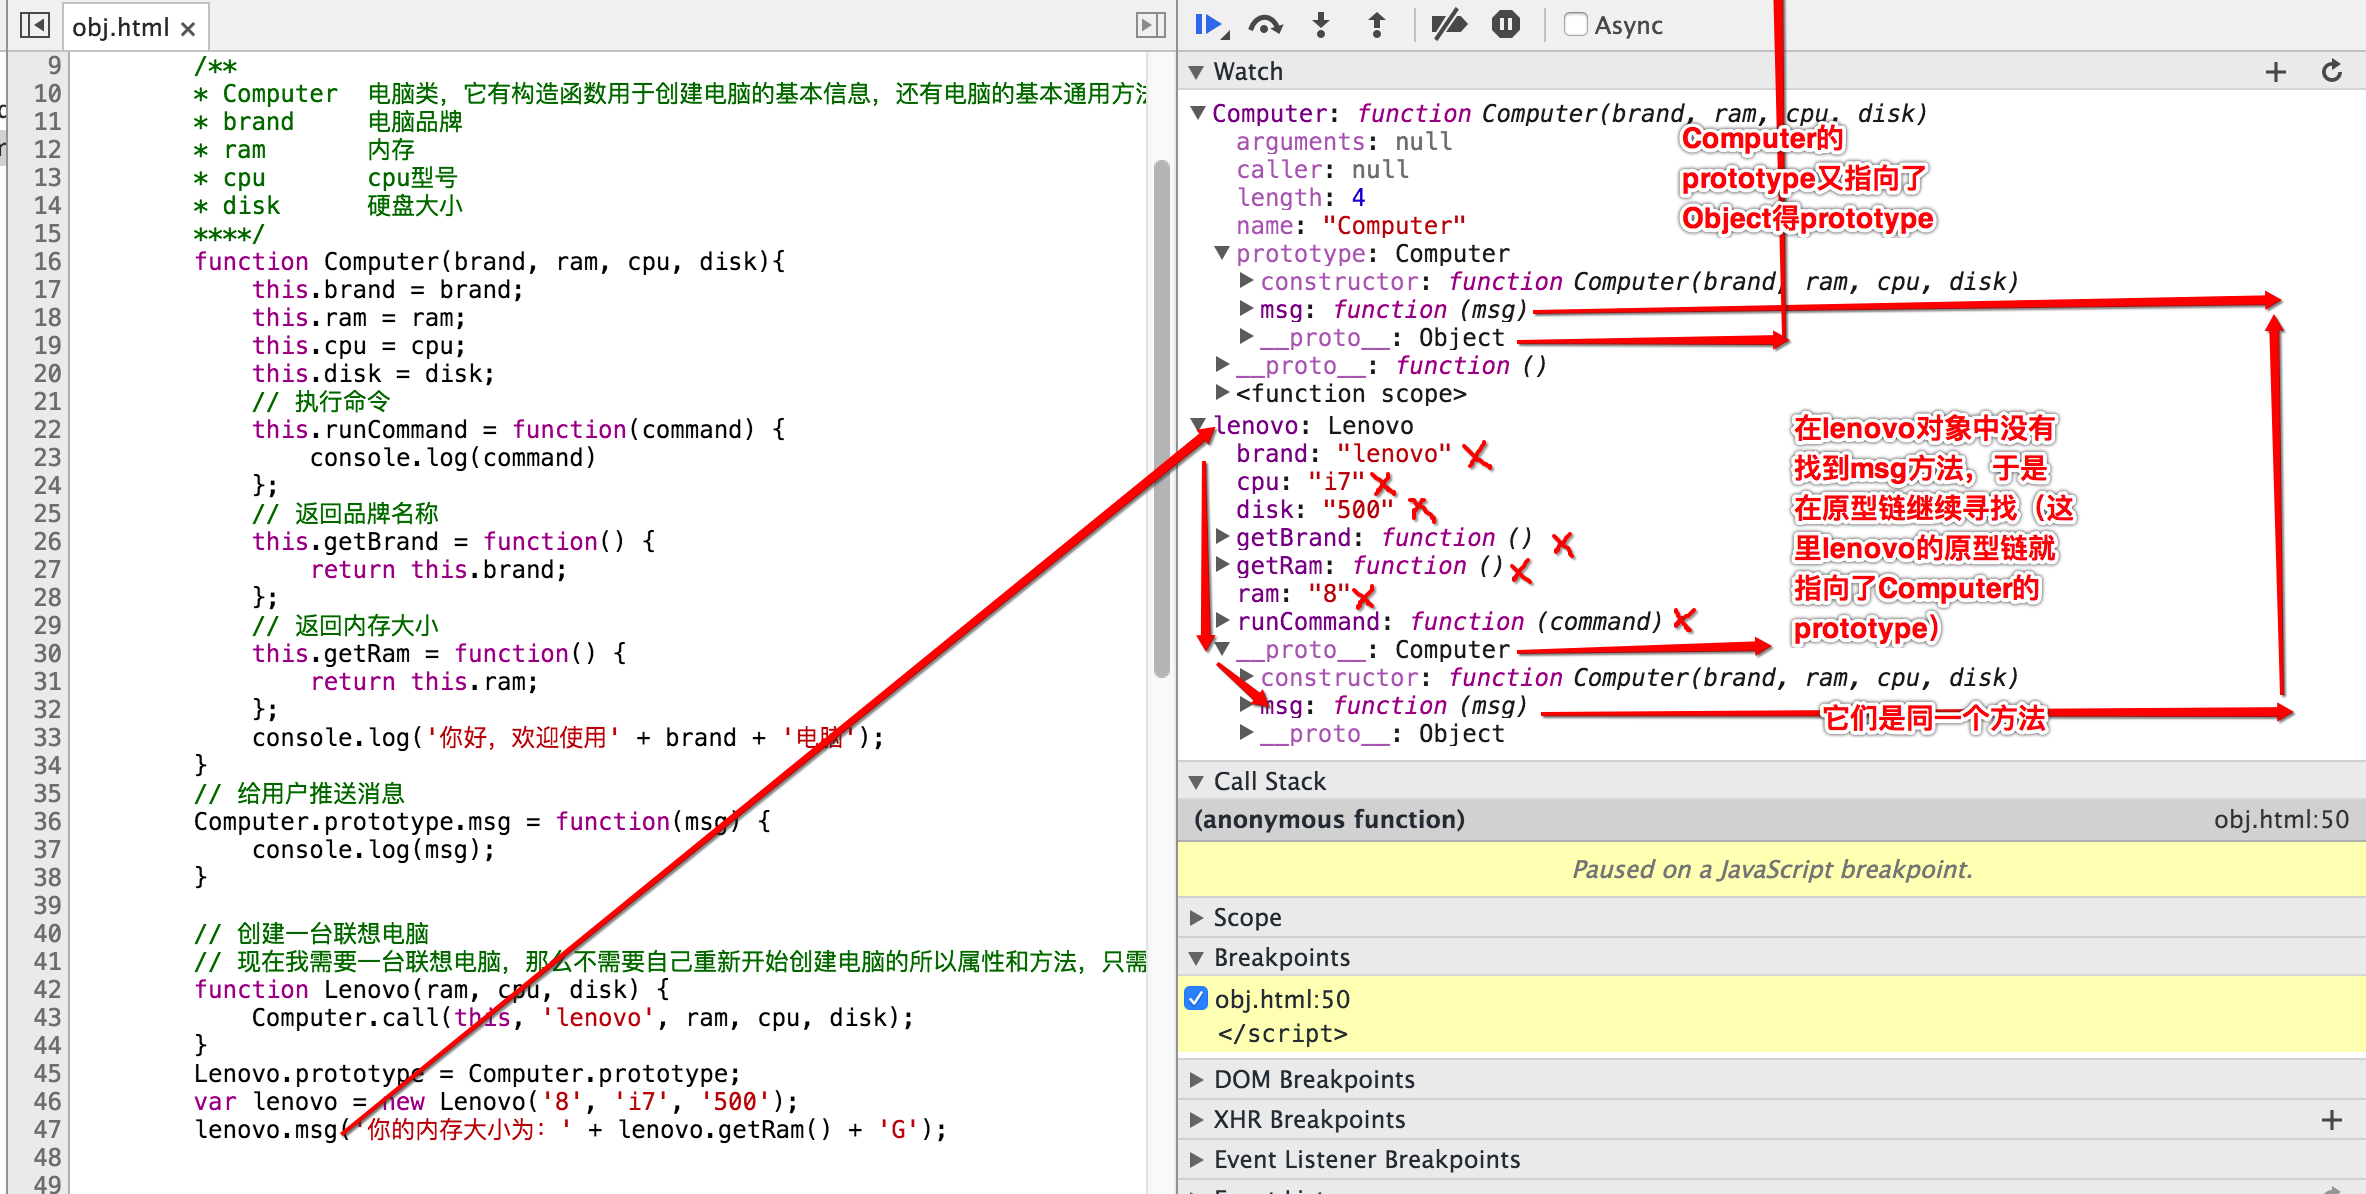 obj.html ×
Async
9 /**
10 * Computer 电脑类，它有构造函数用于创建电脑的基本信息，还有电脑的基本通用方法
11 * brand 电脑品牌
12 * ram 内存
13 * cpu cpu型号
14 * disk 硬盘大小
15 ****/
16 function Computer(brand, ram, cpu, disk){
17 this.brand = brand;
18 this.ram = ram;
19 this.cpu = cpu;
20 this.disk = disk;
21 // 执行命令
22 this.runCommand = function(command) {
23 console.log(command)
24 };
25 // 返回品牌名称
26 this.getBrand = function() {
27 return this.brand;
28 };
29 // 返回内存大小
30 this.getRam = function() {
31 return this.ram;
32 };
33 console.log('你好，欢迎使用' + brand + '电脑');
34 }
35 // 给用户推送消息
36 Computer.prototype.msg = function(msg) {
37 console.log(msg);
38 }
39
40 // 创建一台联想电脑
41 // 现在我需要一台联想电脑，那么不需要自己重新开始创建电脑的所以属性和方法，只需
42 function Lenovo(ram, cpu, disk) {
43 Computer.call(this, 'lenovo', ram, cpu, disk);
44 }
45 Lenovo.prototype = Computer.prototype;
46 var lenovo = new Lenovo('8', 'i7', '500');
47 lenovo.msg('你的内存大小为：' + lenovo.getRam() + 'G');
48
49
Watch
Computer: function Computer(brand, ram, cpu, disk)
arguments: null
caller: null
length: 4
name: "Computer"
prototype: Computer
constructor: function Computer(brand, ram, cpu, disk)
msg: function (msg)
__proto__: Object
__proto__: function ()
<function scope>
Computer的
prototype又指向了
Object得prototype
lenovo: Lenovo
brand: "lenovo"
cpu: "i7"
disk: "500"
getBrand: function ()
getRam: function ()
ram: "8"
runCommand: function (command)
__proto__: Computer
constructor: function Computer(brand, ram, cpu, disk)
msg: function (msg)
__proto__: Object
在lenovo对象中没有
找到msg方法，于是
在原型链继续寻找（这
里lenovo的原型链就
指向了Computer的
prototype）
它们是同一个方法
Call Stack
(anonymous function) obj.html:50
Paused on a JavaScript breakpoint.
Scope
Breakpoints
obj.html:50
</script>
DOM Breakpoints
XHR Breakpoints
Event Listener Breakpoints